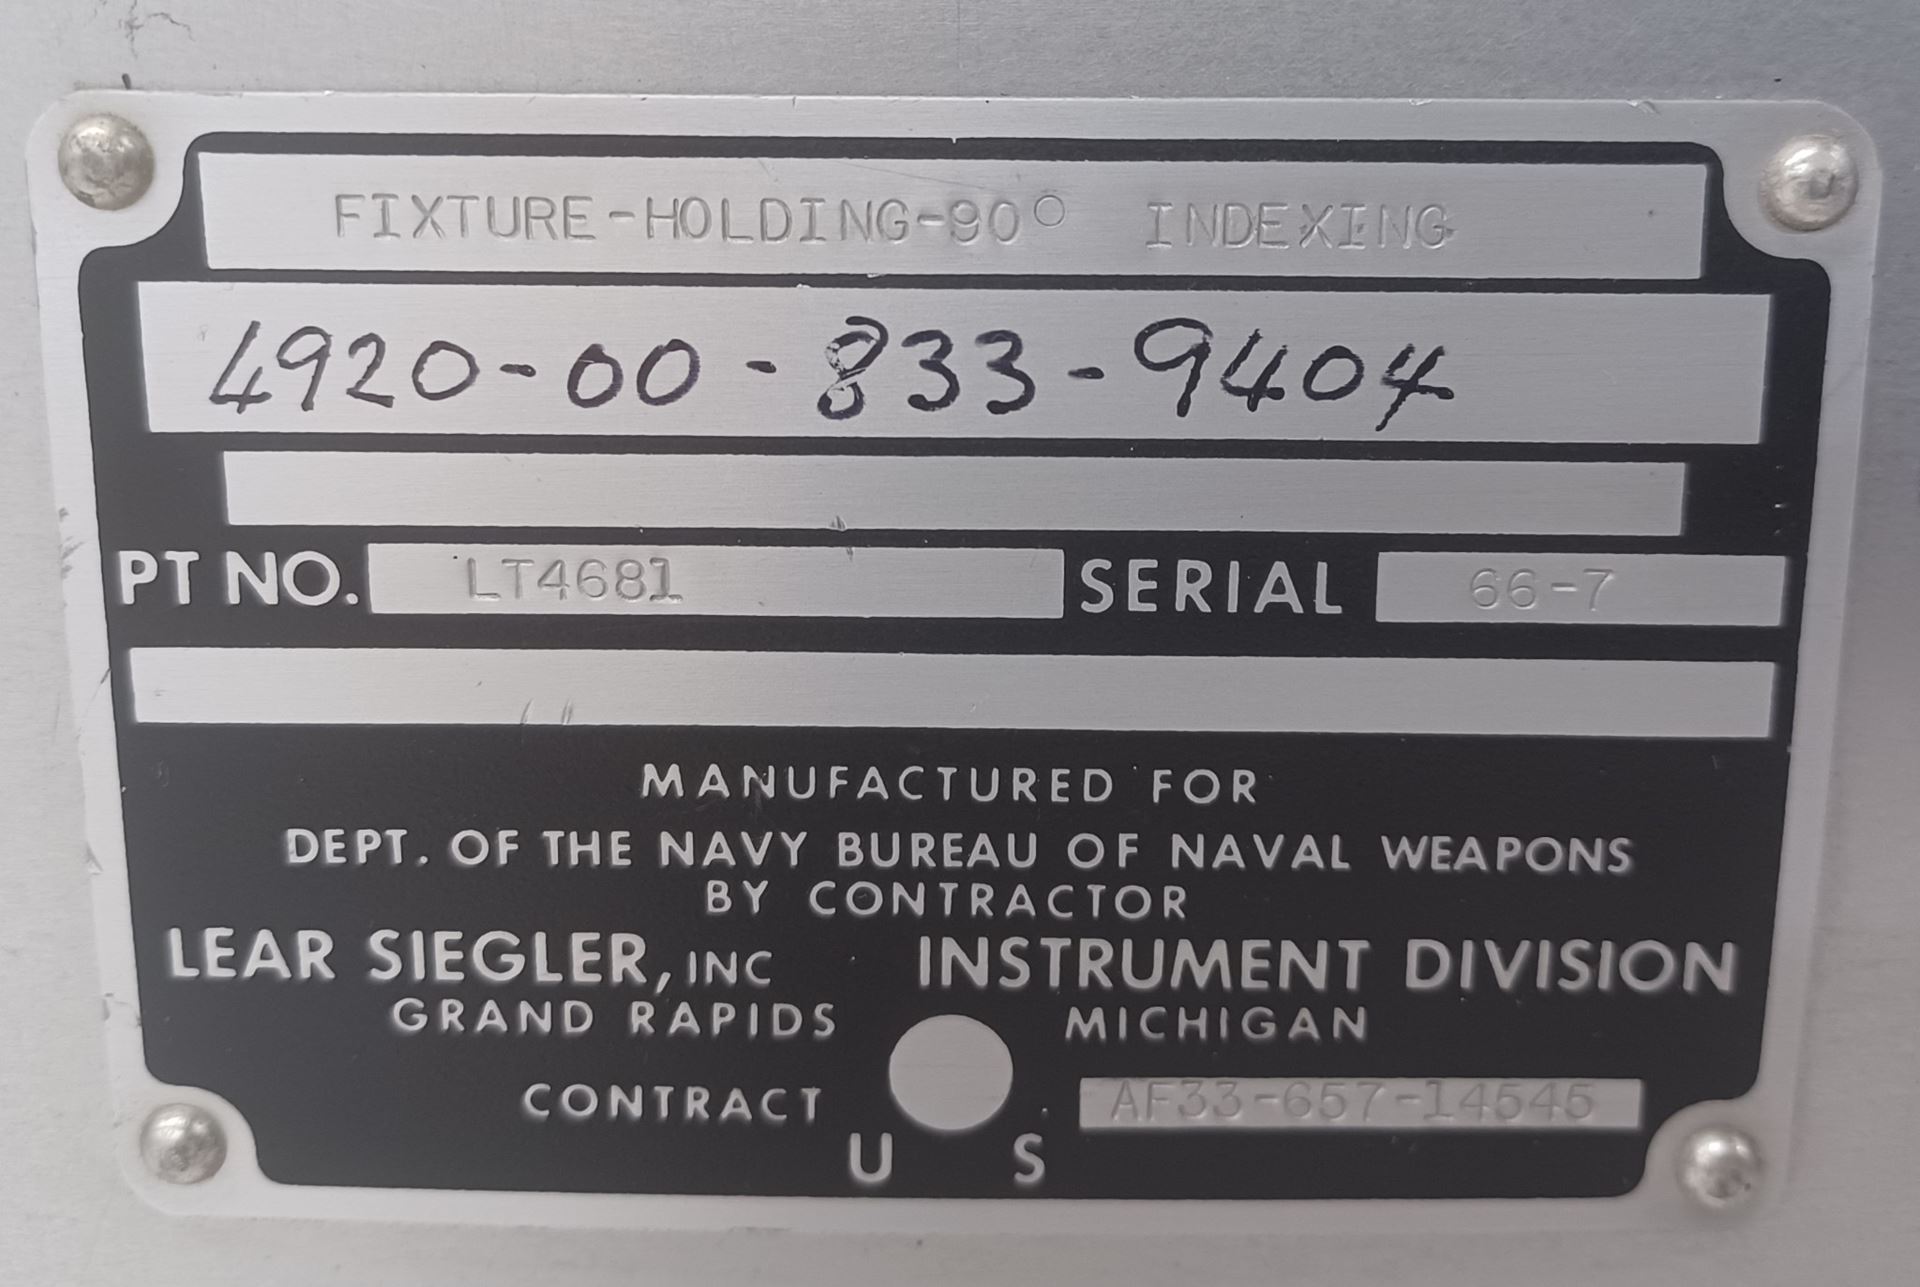 FIXTURE-HOLDING-90° INDEXING
4920-00-833-9404
PT NO. LT4681 SERIAL 66-7
MANUFACTURED FOR
DEPT. OF THE NAVY BUREAU OF NAVAL WEAPONS
BY CONTRACTOR
LEAR SIEGLER, INC INSTRUMENT DIVISION
GRAND RAPIDS MICHIGAN
CONTRACT AF33-657-14545
U S